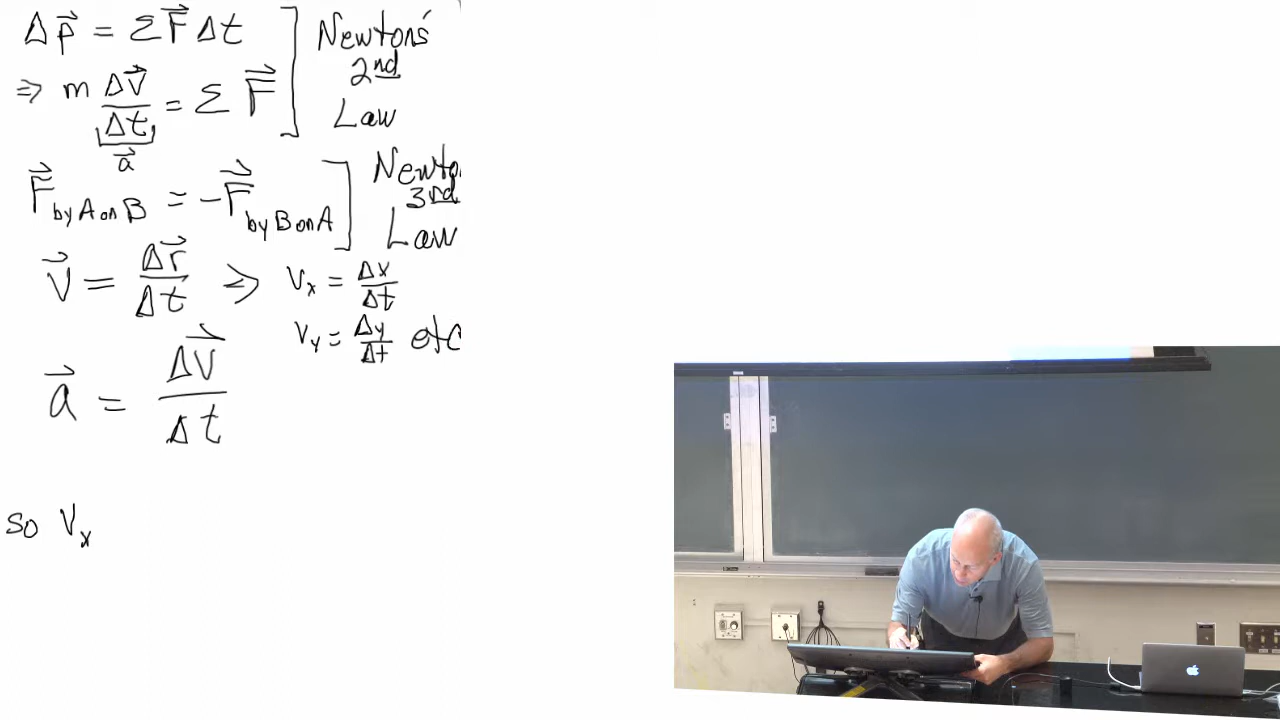 Δp⃗ = ΣF⃗ Δt
Newtons'
2nd
Law
⇒ m Δv⃗/Δt = Σ F⃗
a⃗
F⃗ by A on B = -F⃗ by B on A
Newto
3rd
Law
v⃗ = Δr⃗/Δt ⇒ Vx = Δx/Δt
Vy = Δy/Δt etc
a⃗ = Δv⃗/Δt
so Vx